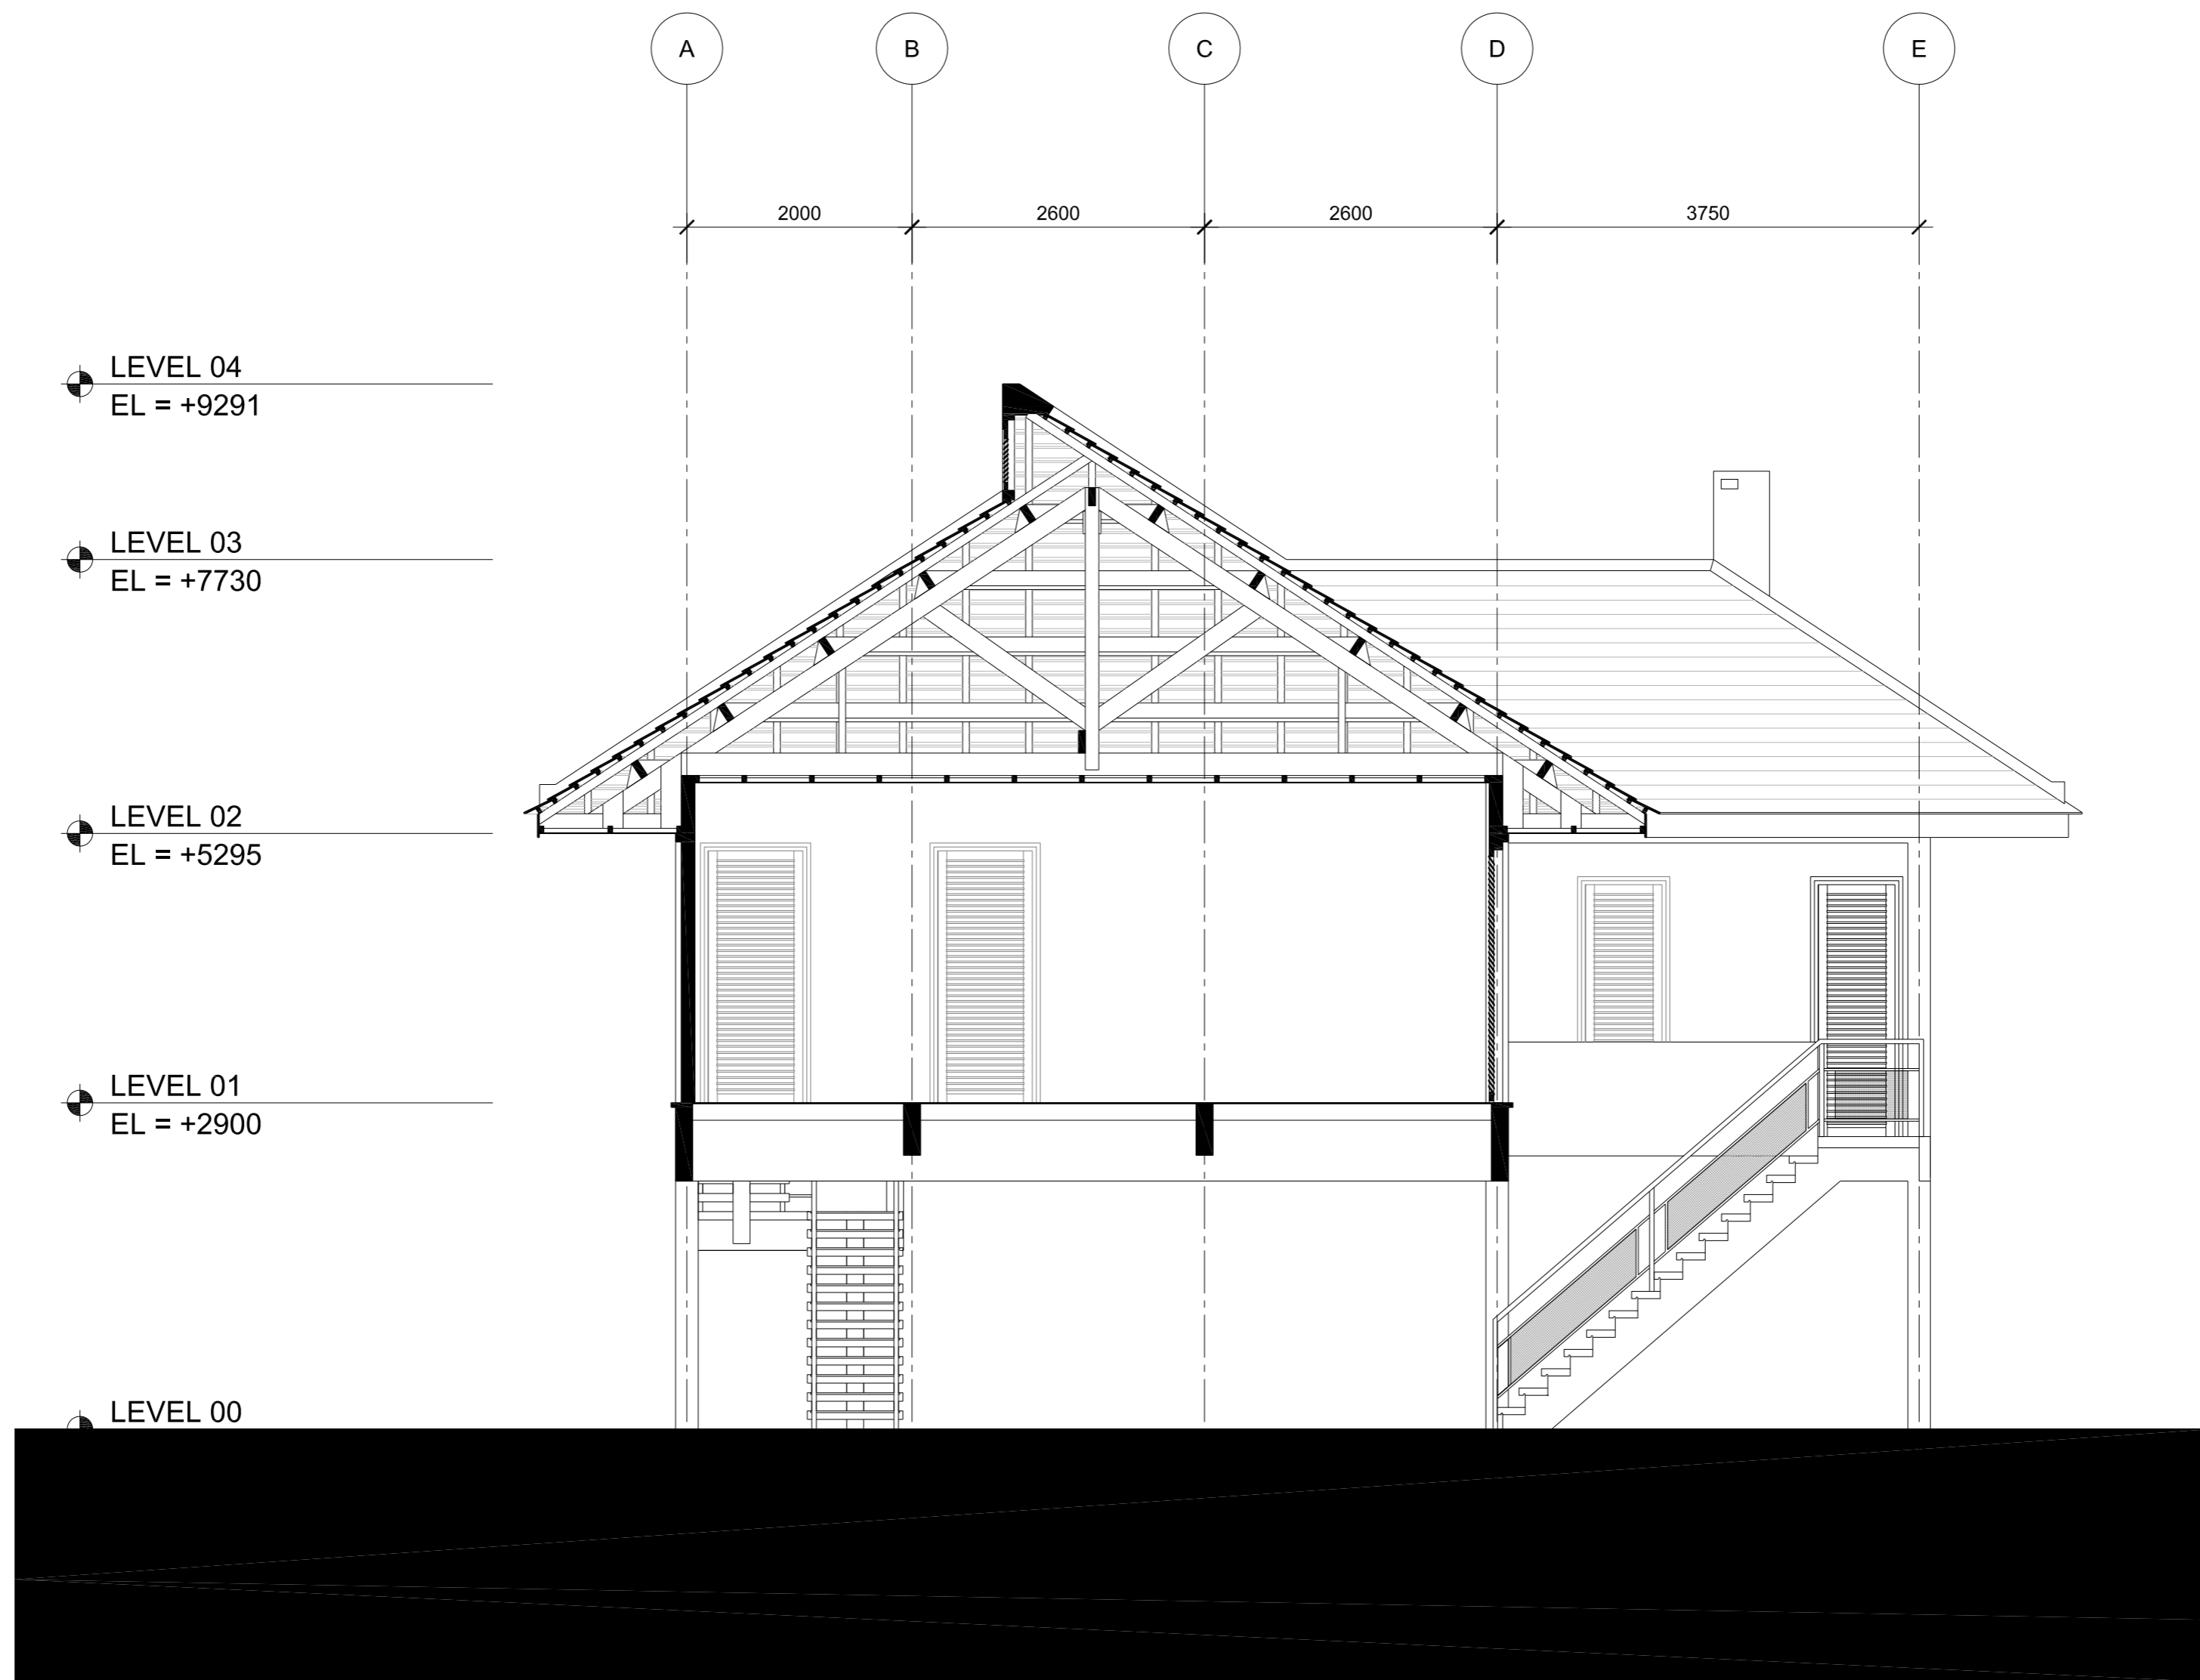 A B C D E
2000 2600 2600 3750
LEVEL 04
EL = +9291
LEVEL 03
EL = +7730
LEVEL 02
EL = +5295
LEVEL 01
EL = +2900
LEVEL 00